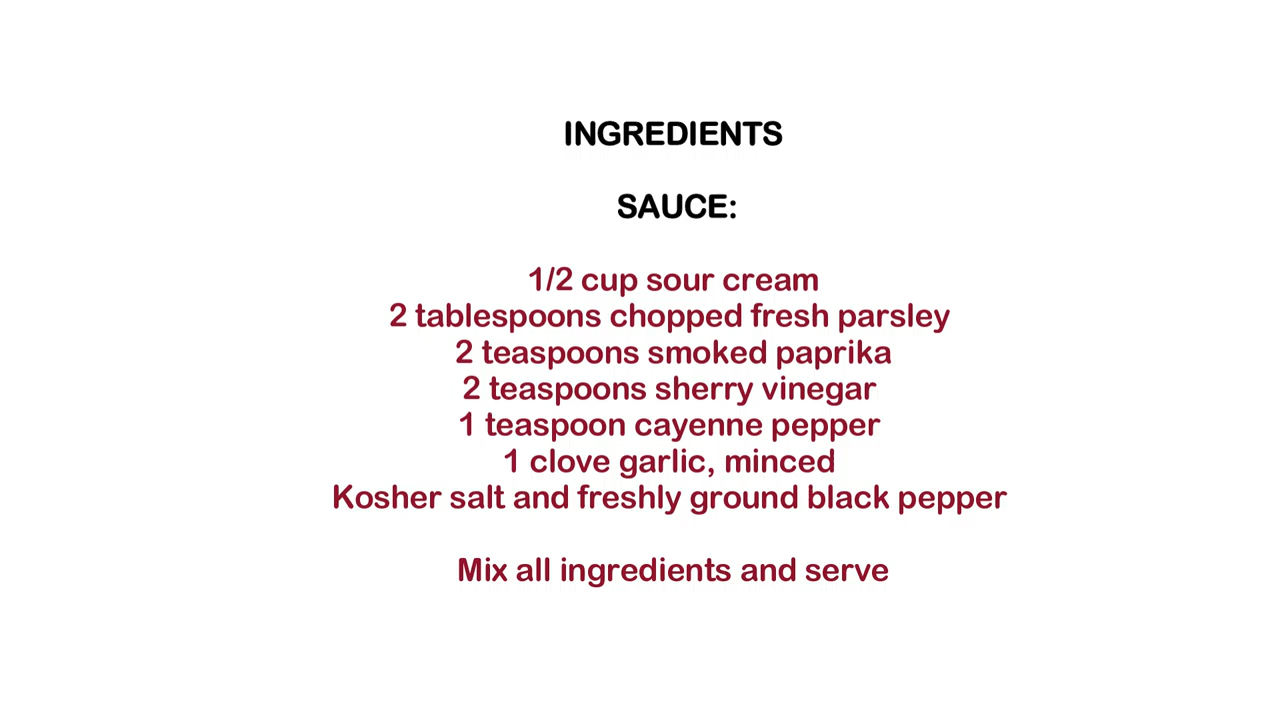 INGREDIENTS
SAUCE:
1/2 cup sour cream
2 tablespoons chopped fresh parsley
2 teaspoons smoked paprika
2 teaspoons sherry vinegar
1 teaspoon cayenne pepper
1 clove garlic, minced
Kosher salt and freshly ground black pepper
Mix all ingredients and serve